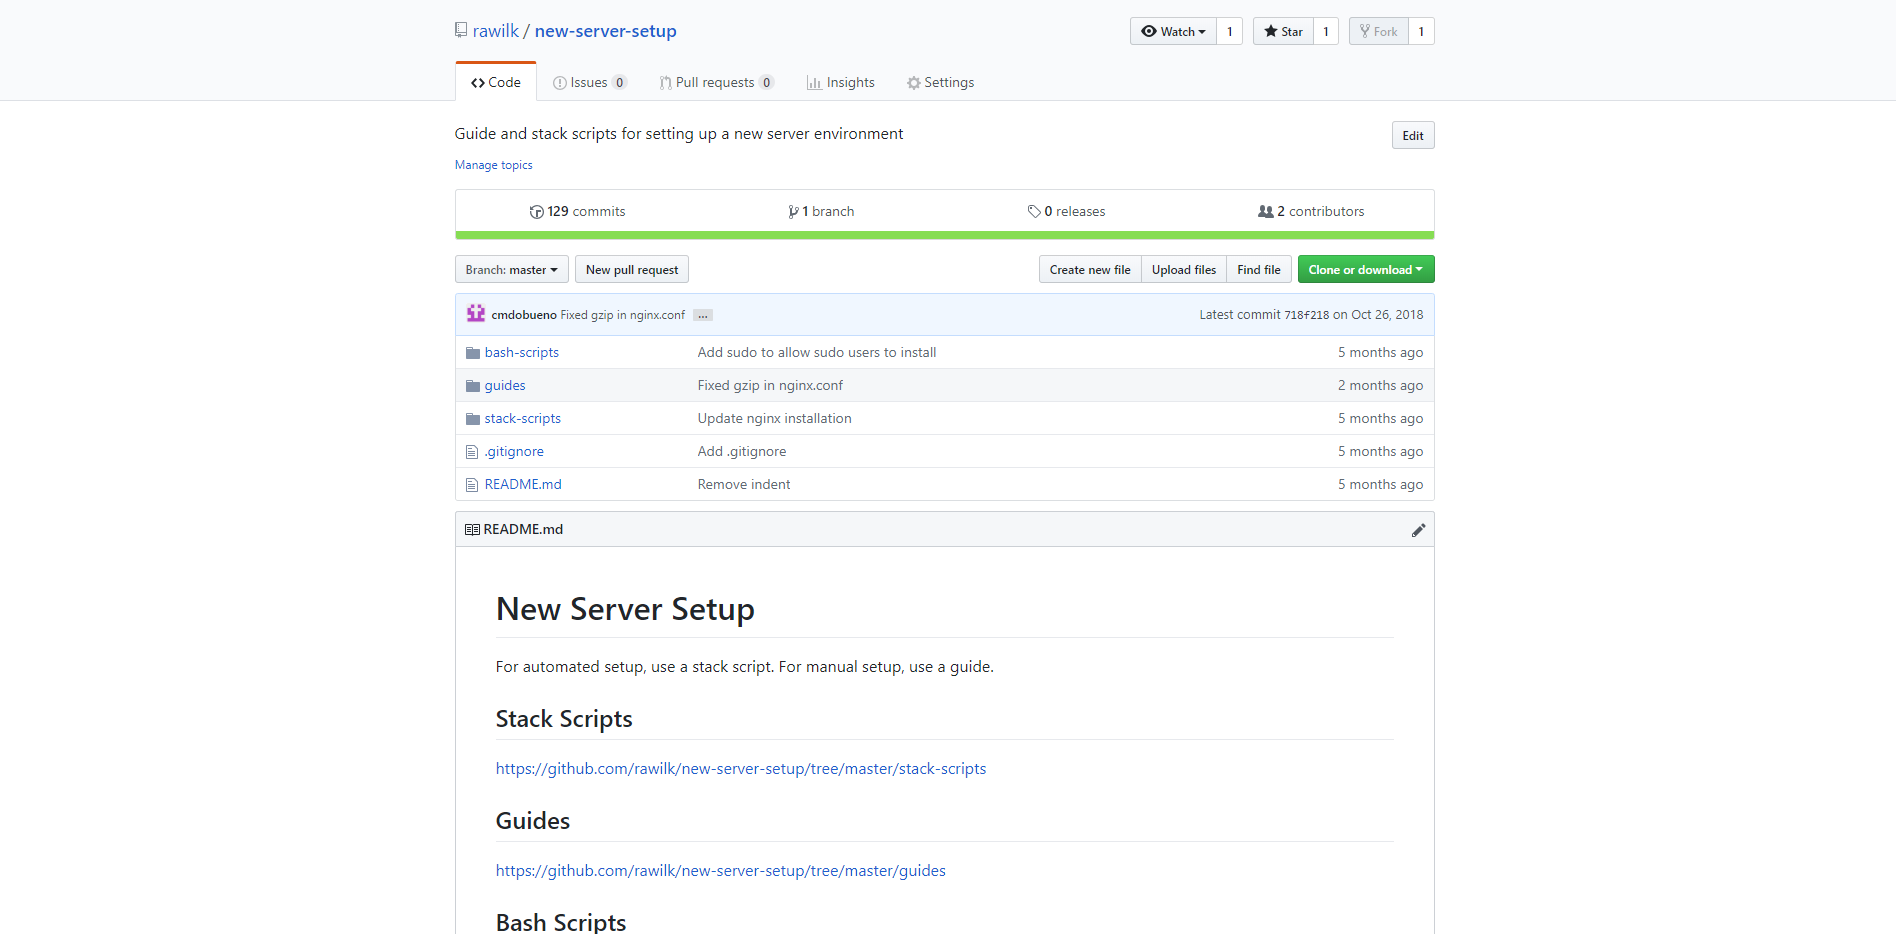 rawilk / new-server-setup
Watch 1 Star 1 Fork 1
Code Issues 0 Pull requests 0 Insights Settings
Guide and stack scripts for setting up a new server environment Edit
Manage topics
129 commits 1 branch 0 releases 2 contributors
Branch: master New pull request Create new file Upload files Find file Clone or download
cmdobueno Fixed gzip in nginx.conf ... Latest commit 718f218 on Oct 26, 2018
bash-scripts Add sudo to allow sudo users to install 5 months ago
guides Fixed gzip in nginx.conf 2 months ago
stack-scripts Update nginx installation 5 months ago
.gitignore Add .gitignore 5 months ago
README.md Remove indent 5 months ago
README.md
New Server Setup
For automated setup, use a stack script. For manual setup, use a guide.
Stack Scripts
https://github.com/rawilk/new-server-setup/tree/master/stack-scripts
Guides
https://github.com/rawilk/new-server-setup/tree/master/guides
Bash Scripts